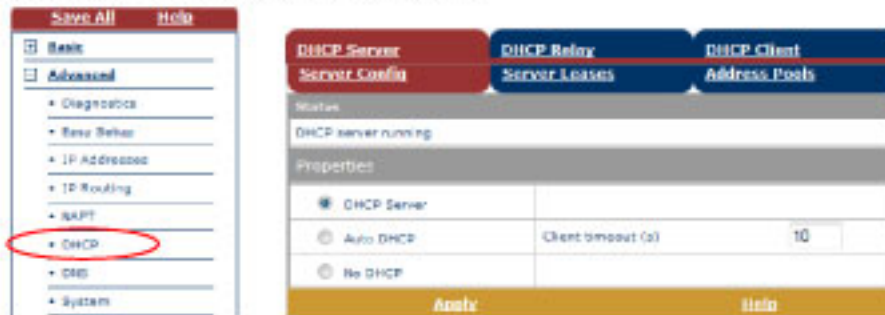 Save All Help
Basic
Advanced
• Diagnostics
• Easy Setup
• IP Addresses
• IP Routing
• NAPT
• DHCP
• DNS
• System
DHCP Server DHCP Relay DHCP Client
Server Config Server Leases Address Pools
Status
DHCP server running
Properties
DHCP Server
Auto DHCP Client timeout (s) 10
No DHCP
Apply Help